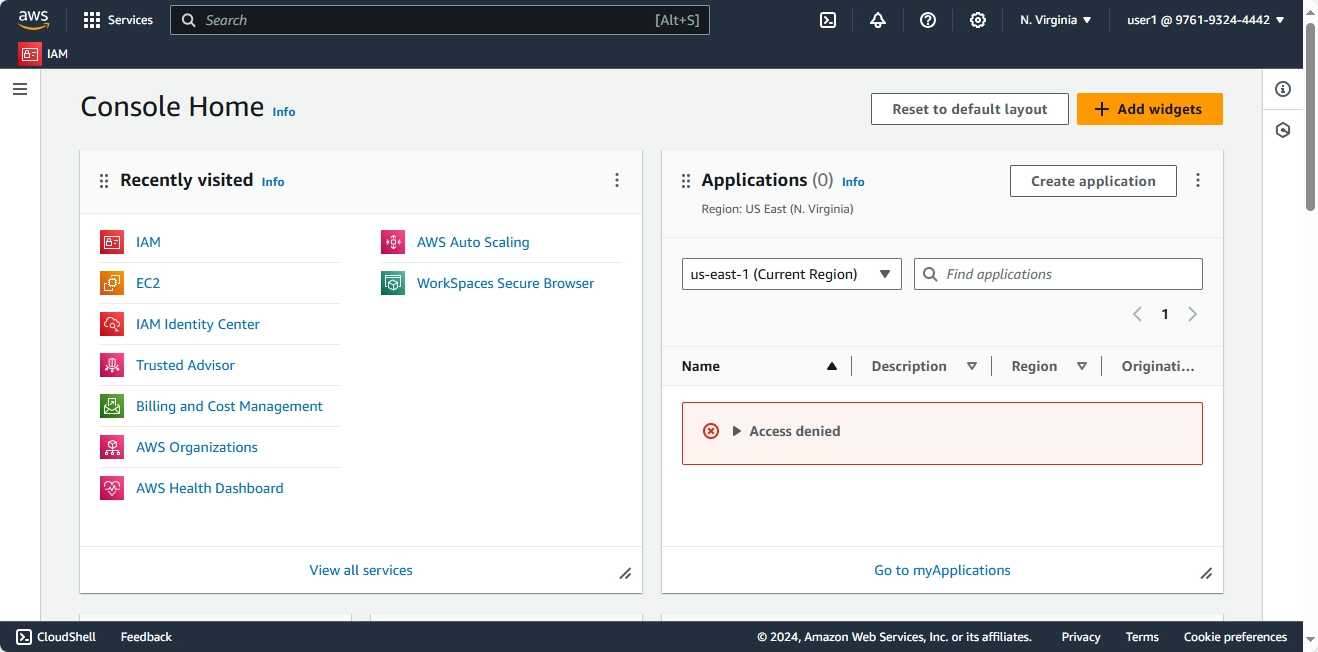 aws Services Search [Alt+S] N. Virginia user1 @ 9761-9324-4442
IAM
Console Home Info
Reset to default layout
Add widgets
Recently visited Info
IAM
EC2
IAM Identity Center
Trusted Advisor
Billing and Cost Management
AWS Organizations
AWS Health Dashboard
AWS Auto Scaling
WorkSpaces Secure Browser
View all services
Applications (0) Info
Region: US East (N. Virginia)
Create application
us-east-1 (Current Region)
Find applications
1
Name Description Region Originati...
Access denied
Go to myApplications
CloudShell Feedback © 2024, Amazon Web Services, Inc. or its affiliates. Privacy Terms Cookie preferences